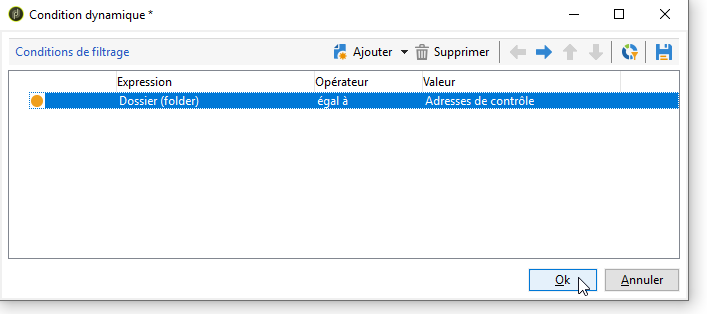 Condition dynamique *
Conditions de filtrage Ajouter Supprimer
Expression Opérateur Valeur
Dossier (folder) égal à Adresses de contrôle
Ok Annuler